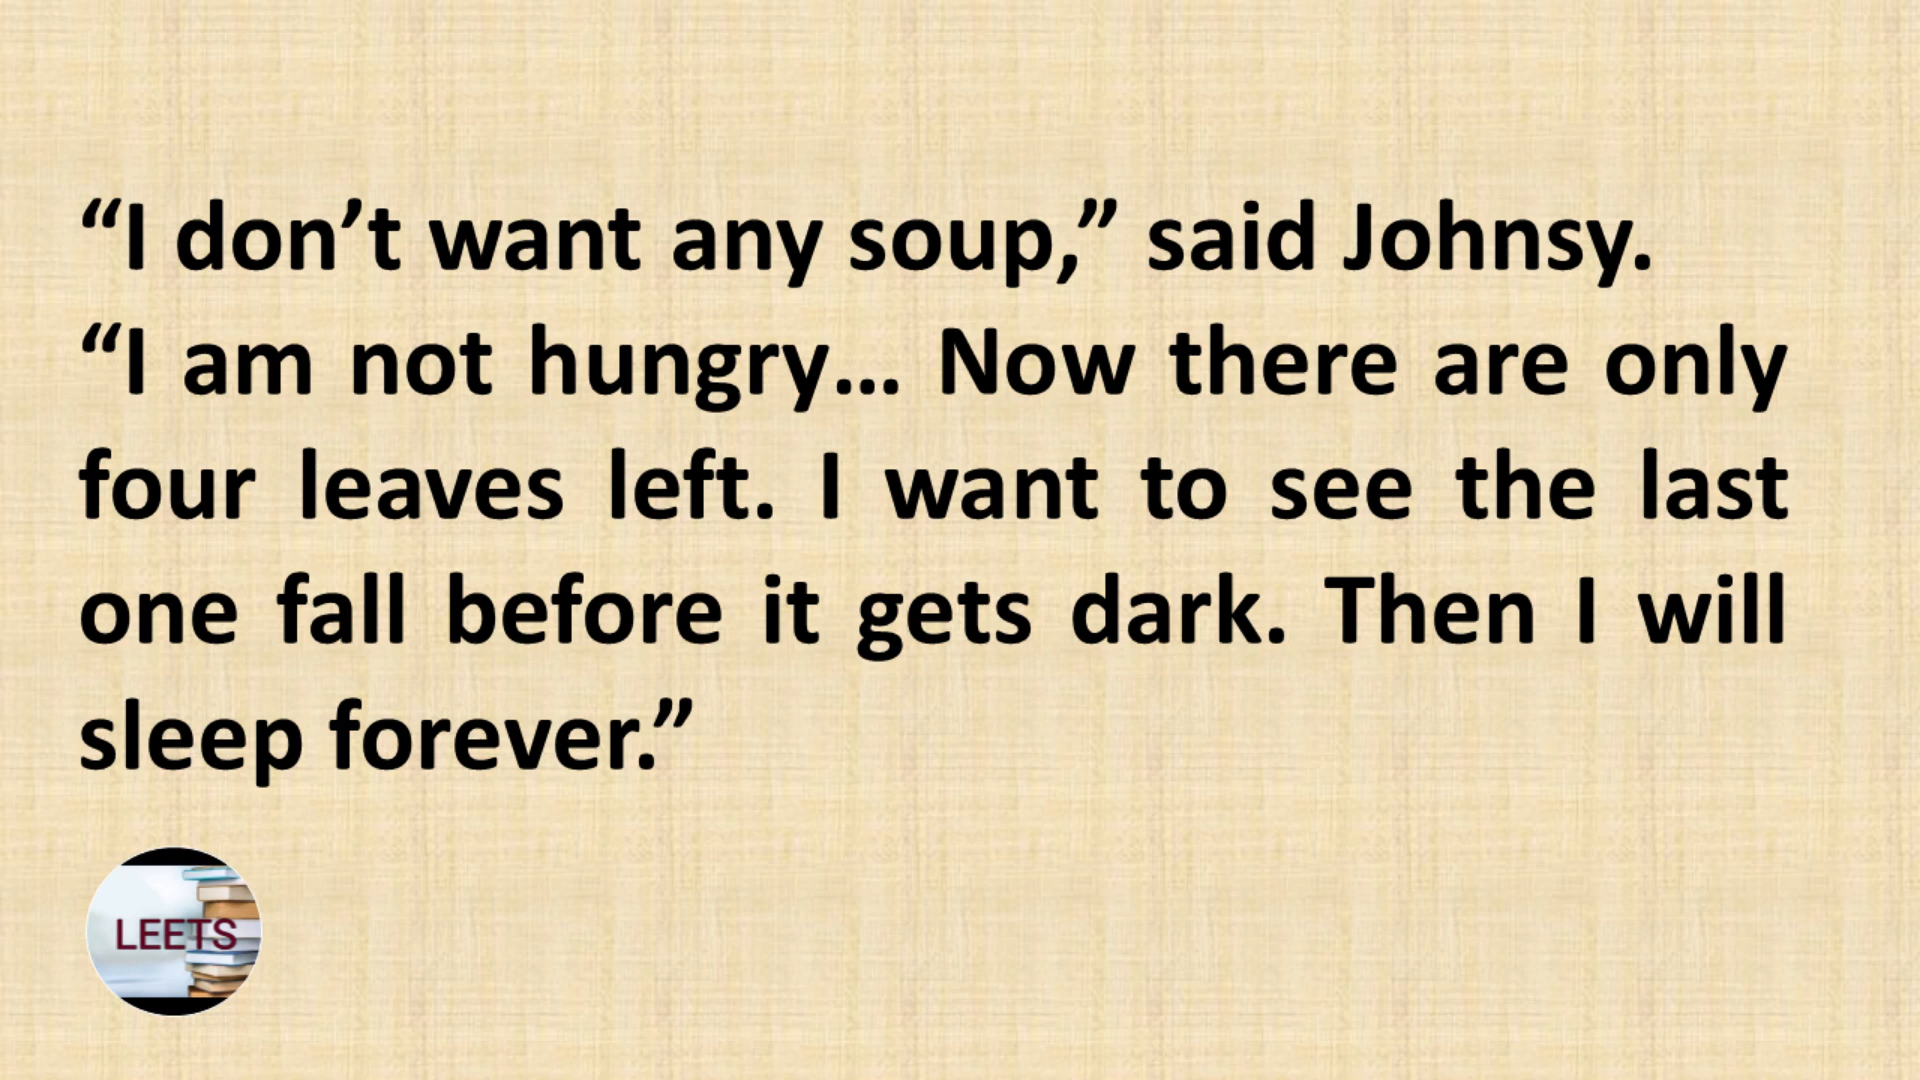 “I don’t want any soup,” said Johnsy.
“I am not hungry... Now there are only
four leaves left. I want to see the last
one fall before it gets dark. Then I will
sleep forever.”
LEETS